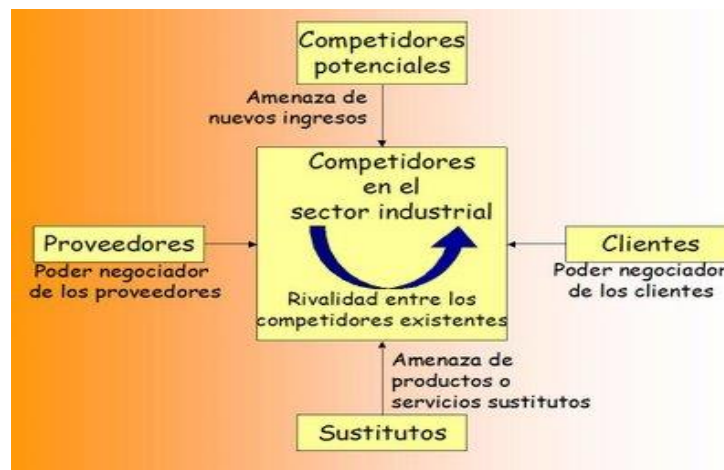 Competidores
potenciales
Amenaza de
nuevos ingresos
Competidores
en el
sector industrial
Rivalidad entre los
competidores existentes
Proveedores
Poder negociador
de los proveedores
Clientes
Poder negociador
de los clientes
Amenaza de
productos o
servicios sustitutos
Sustitutos